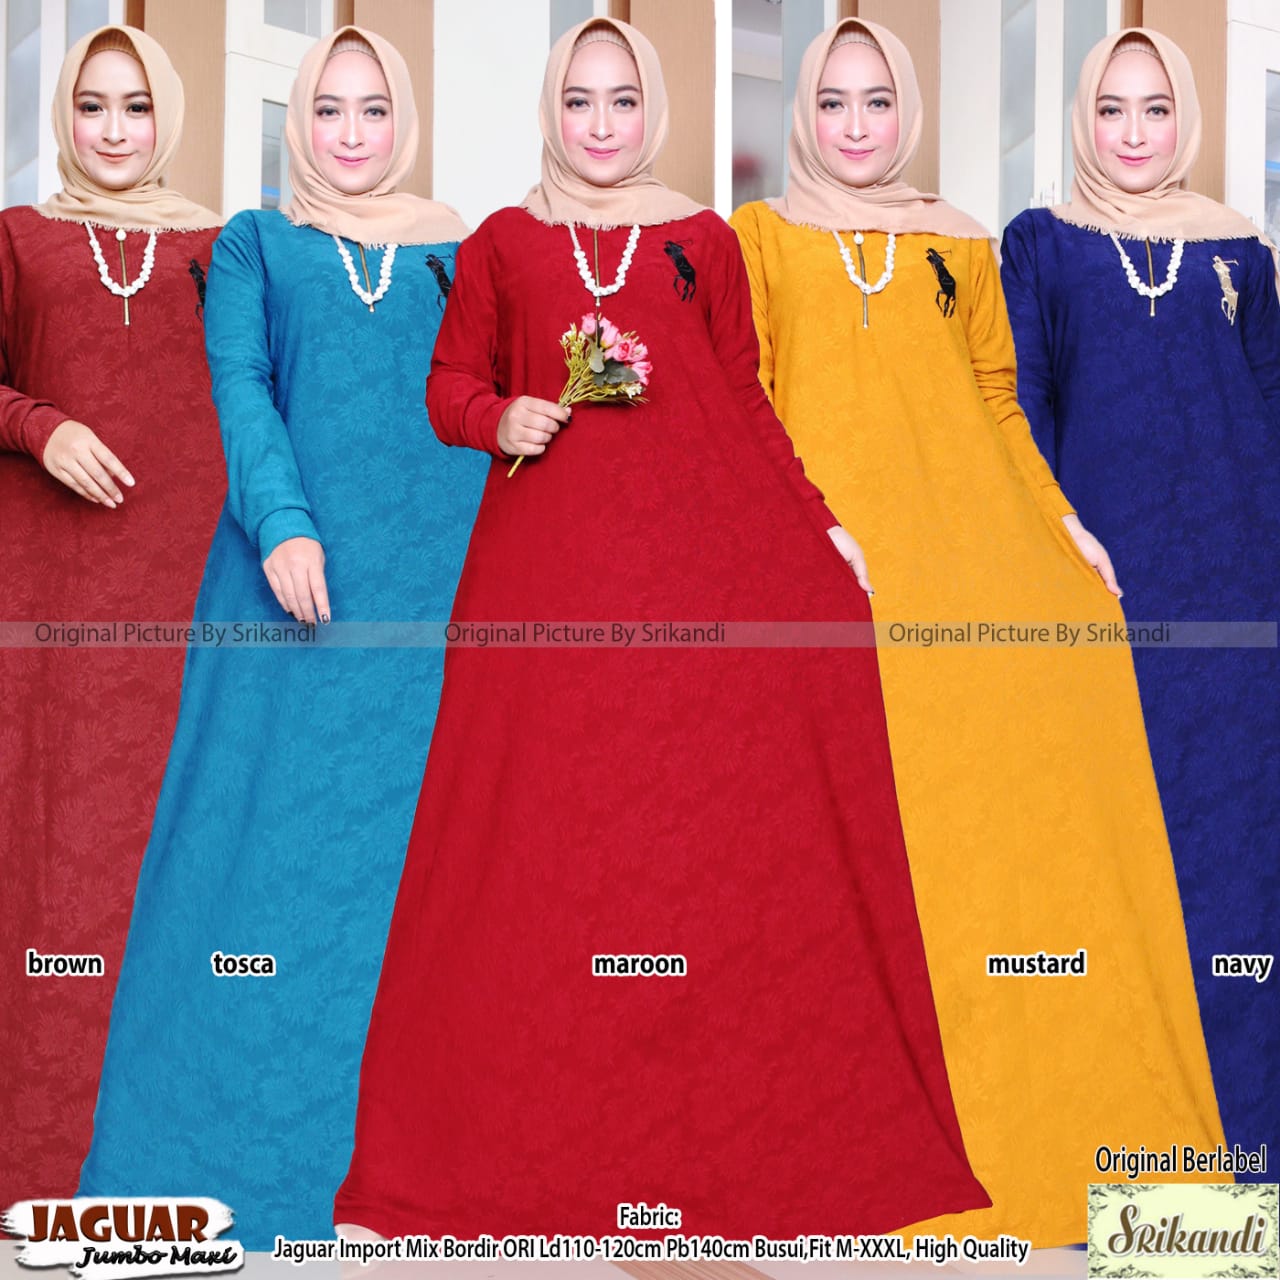 Original Picture By Srikandi
Original Picture By Srikandi
Original Picture By Srikandi
brown
tosca
maroon
mustard
navy
Original Berlabel
Srikandi
JAGUAR
Jumbo Maxi
Fabric:
Jaguar Import Mix Bordir ORI Ld110-120cm Pb140cm Busui,Fit M-XXXL, High Quality